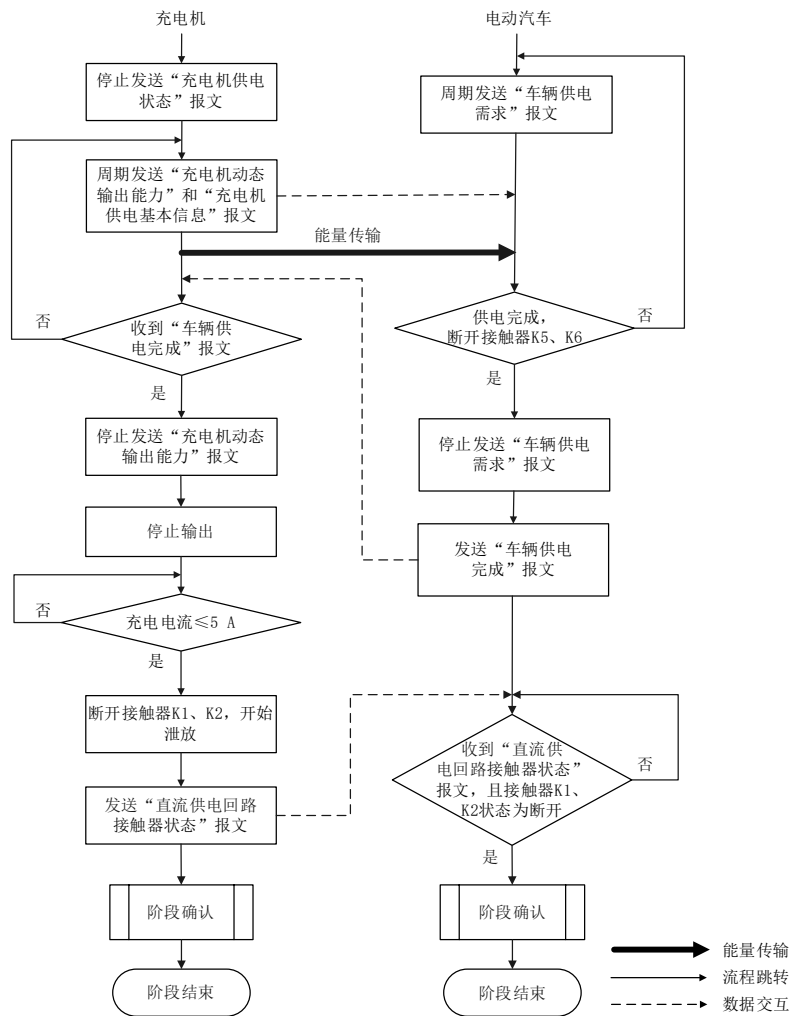 充电机
停止发送“充电机供电
状态”报文
周期发送“充电机动态
输出能力”和“充电机
供电基本信息”报文
能量传输
否
收到“车辆供
电完成”报文
是
停止发送“充电机动态
输出能力”报文
停止输出
否
充电电流≤5 A
是
断开接触器K1、K2，开始
泄放
发送“直流供电回路
接触器状态”报文
阶段确认
阶段结束
电动汽车
周期发送“车辆供电
需求”报文
供电完成，
断开接触器K5、K6
否
是
停止发送“车辆供电
需求”报文
发送“车辆供电
完成”报文
收到“直流供
电回路接触器状态”
报文，且接触器K1、
K2状态为断开
否
是
阶段确认
阶段结束
能量传输
流程跳转
数据交互